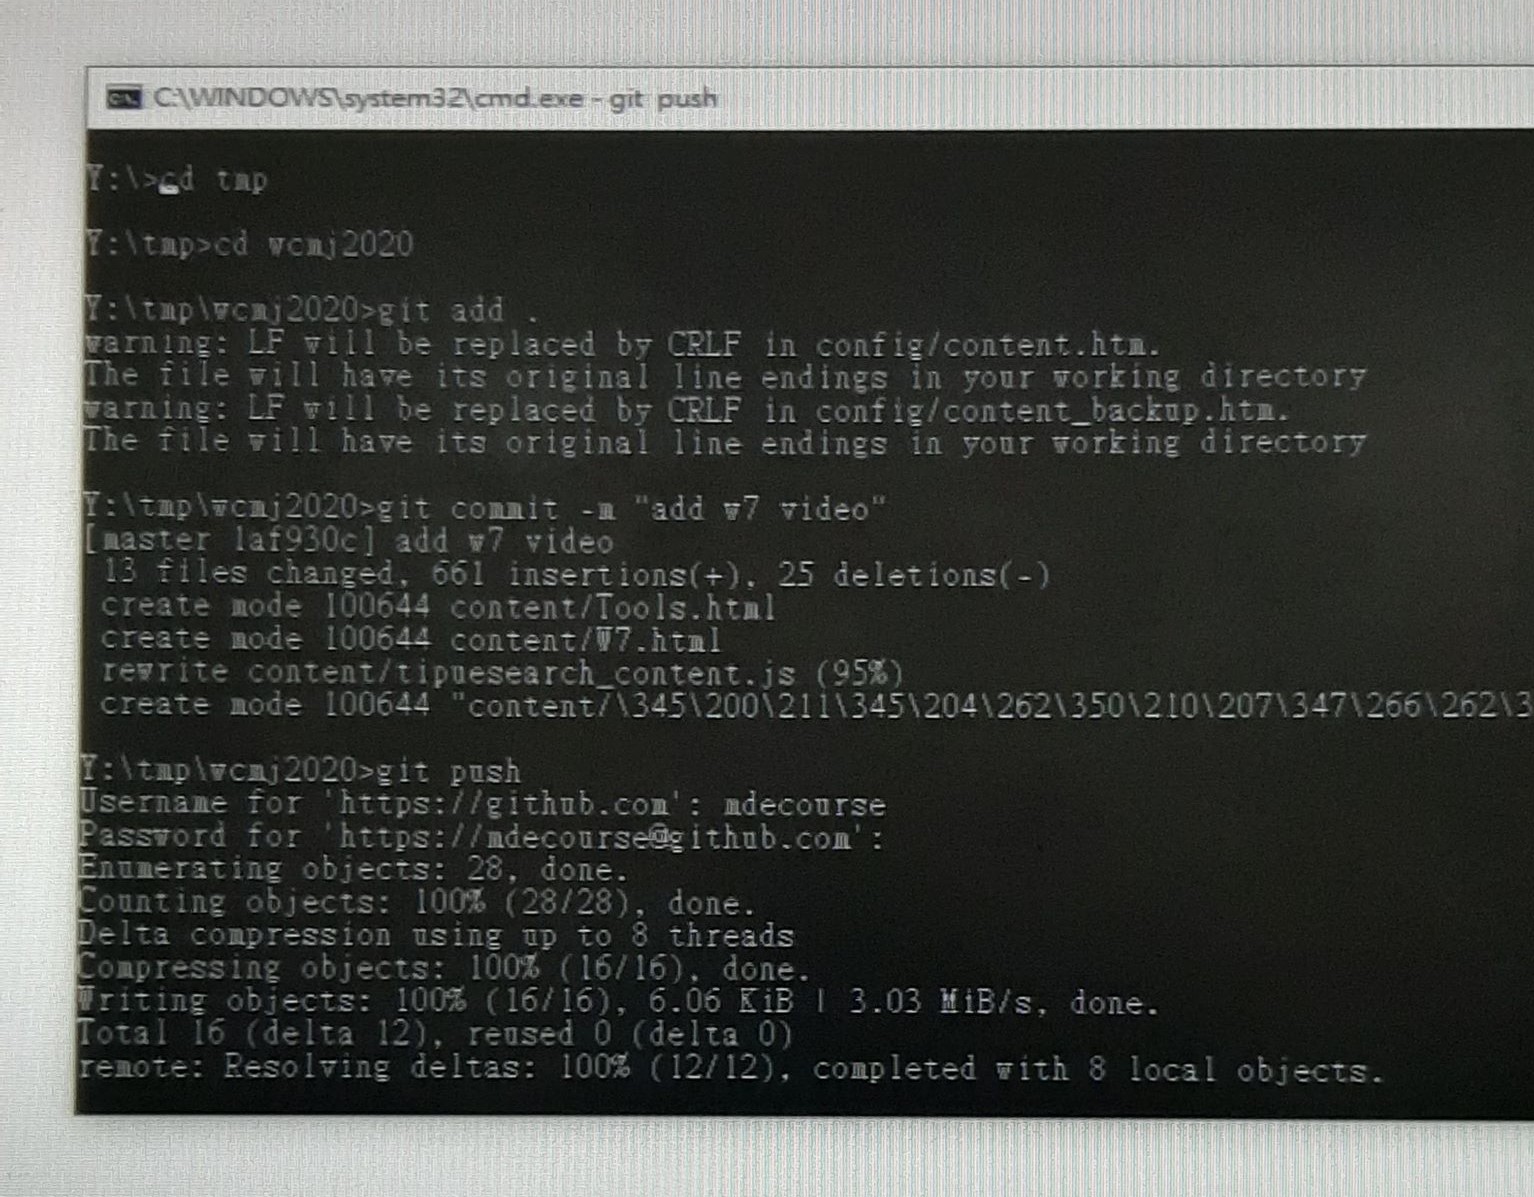 C:\WINDOWS\system32\cmd.exe - git push
Y:\>cd tmp
Y:\tmp>cd wcmj2020
Y:\tmp\wcmj2020>git add .
warning: LF will be replaced by CRLF in config/content.htm.
The file will have its original line endings in your working directory
warning: LF will be replaced by CRLF in config/content_backup.htm.
The file will have its original line endings in your working directory
Y:\tmp\wcmj2020>git commit -m "add w7 video"
[master 1af930c] add w7 video
13 files changed, 661 insertions(+), 25 deletions(-)
create mode 100644 content/Tools.html
create mode 100644 content/W7.html
rewrite content/tipuesearch_content.js (95%)
create mode 100644 "content/\345\200\211\345\204\262\350\210\207\347\266\262\3
Y:\tmp\wcmj2020>git push
Username for 'https://github.com': mdecourse
Password for 'https://mdecourse@github.com':
Enumerating objects: 28, done.
Counting objects: 100% (28/28), done.
Delta compression using up to 8 threads
Compressing objects: 100% (16/16), done.
Writing objects: 100% (16/16), 6.06 KiB | 3.03 MiB/s, done.
Total 16 (delta 12), reused 0 (delta 0)
remote: Resolving deltas: 100% (12/12), completed with 8 local objects.